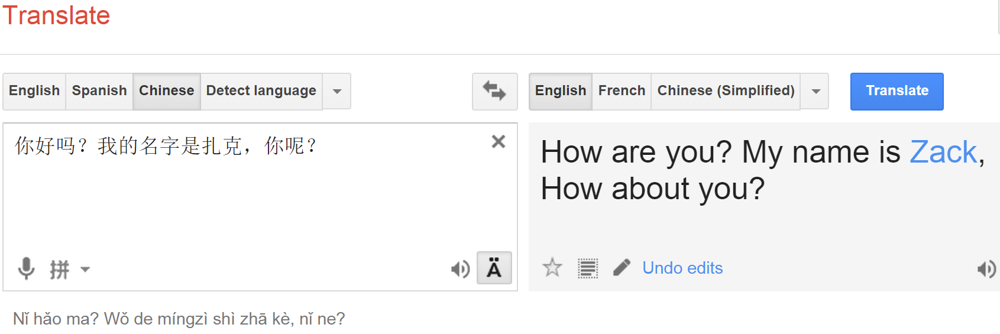 Translate
English Spanish Chinese Detect language
English French Chinese (Simplified)
Translate
你好吗？我的名字是扎克，你呢？
How are you? My name is Zack,
How about you?
拼
Ä
Undo edits
Nǐ hǎo ma? Wǒ de míngzì shì zhā kè, nǐ ne?